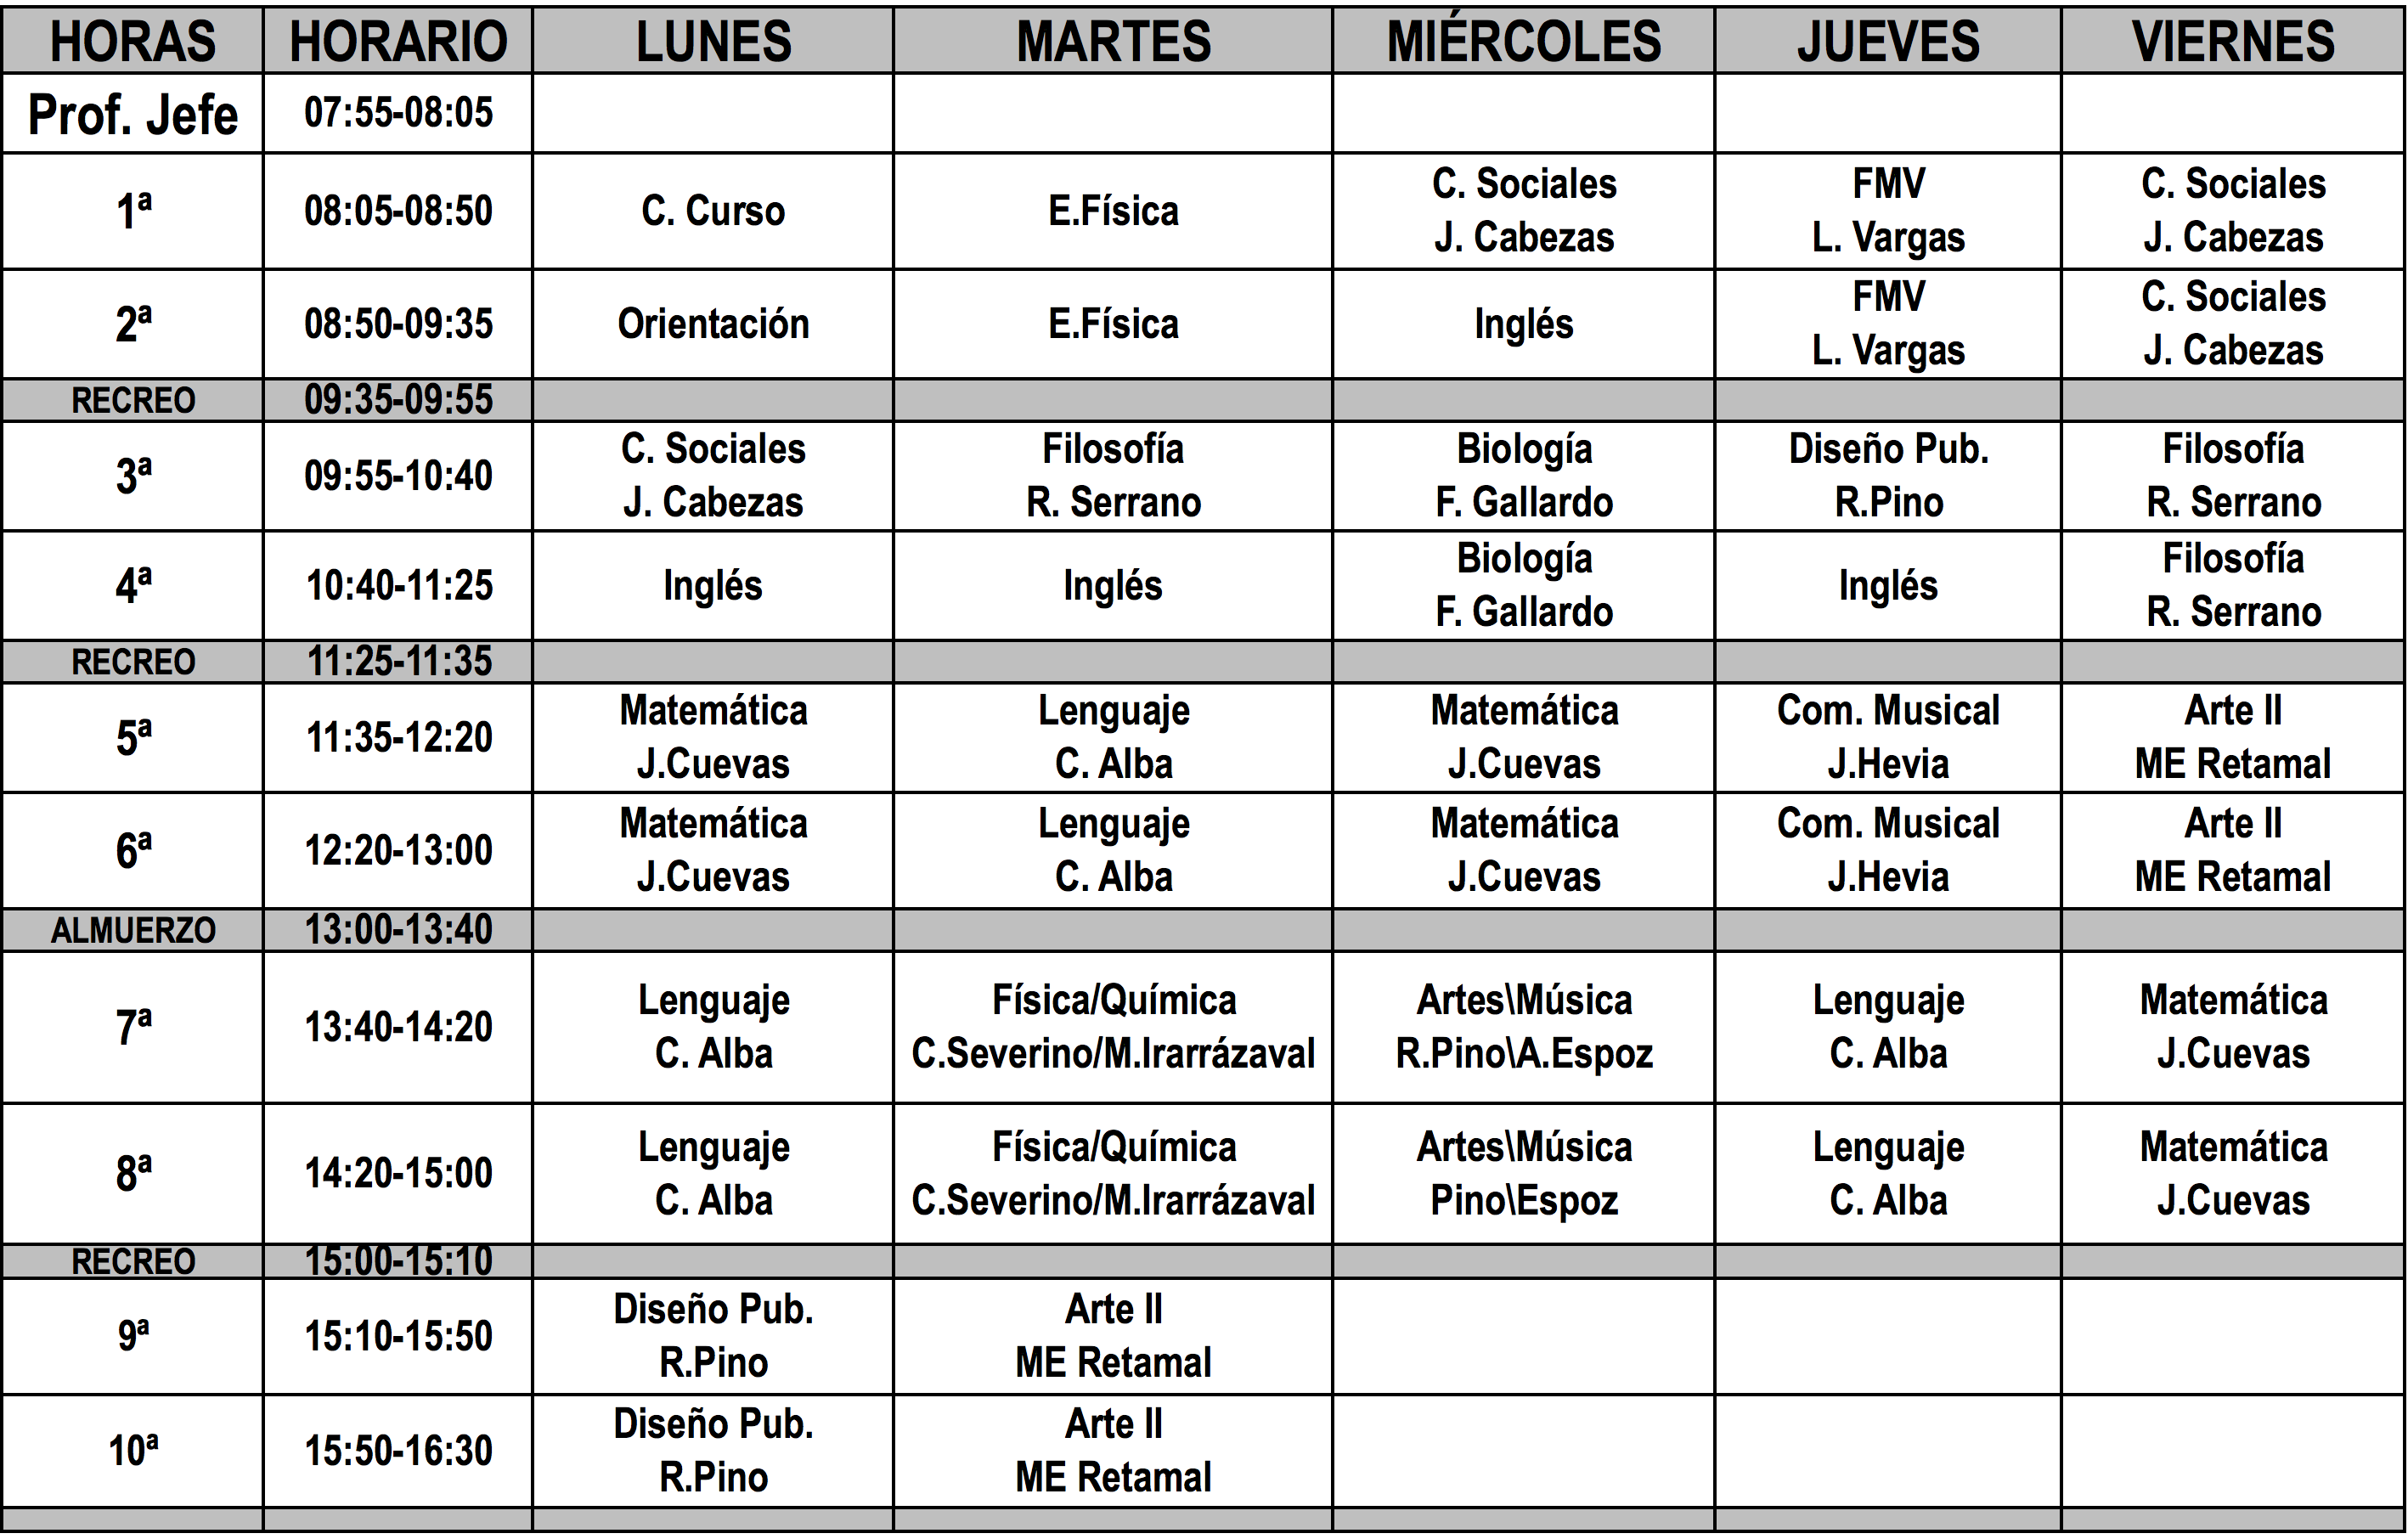 HORAS HORARIO LUNES MARTES MIÉRCOLES JUEVES VIERNES
Prof. Jefe 07:55-08:05
1ª 08:05-08:50 C. Curso E.Física C. Sociales FMV C. Sociales
J. Cabezas L. Vargas J. Cabezas
2ª 08:50-09:35 Orientación E.Física Inglés FMV C. Sociales
L. Vargas J. Cabezas
RECREO 09:35-09:55
3ª 09:55-10:40 C. Sociales Filosofía Biología Diseño Pub. Filosofía
J. Cabezas R. Serrano F. Gallardo R.Pino R. Serrano
4ª 10:40-11:25 Inglés Inglés Biología Inglés Filosofía
F. Gallardo R. Serrano
RECREO 11:25-11:35
5ª 11:35-12:20 Matemática Lenguaje Matemática Com. Musical Arte II
J.Cuevas C. Alba J.Cuevas J.Hevia ME Retamal
6ª 12:20-13:00 Matemática Lenguaje Matemática Com. Musical Arte II
J.Cuevas C. Alba J.Cuevas J.Hevia ME Retamal
ALMUERZO 13:00-13:40
7ª 13:40-14:20 Lenguaje Física/Química Artes\Música Lenguaje Matemática
C. Alba C.Severino/M.Irarrázaval R.Pino\A.Espoz C. Alba J.Cuevas
8ª 14:20-15:00 Lenguaje Física/Química Artes\Música Lenguaje Matemática
C. Alba C.Severino/M.Irarrázaval Pino\Espoz C. Alba J.Cuevas
RECREO 15:00-15:10
9ª 15:10-15:50 Diseño Pub. Arte II
R.Pino ME Retamal
10ª 15:50-16:30 Diseño Pub. Arte II
R.Pino ME Retamal